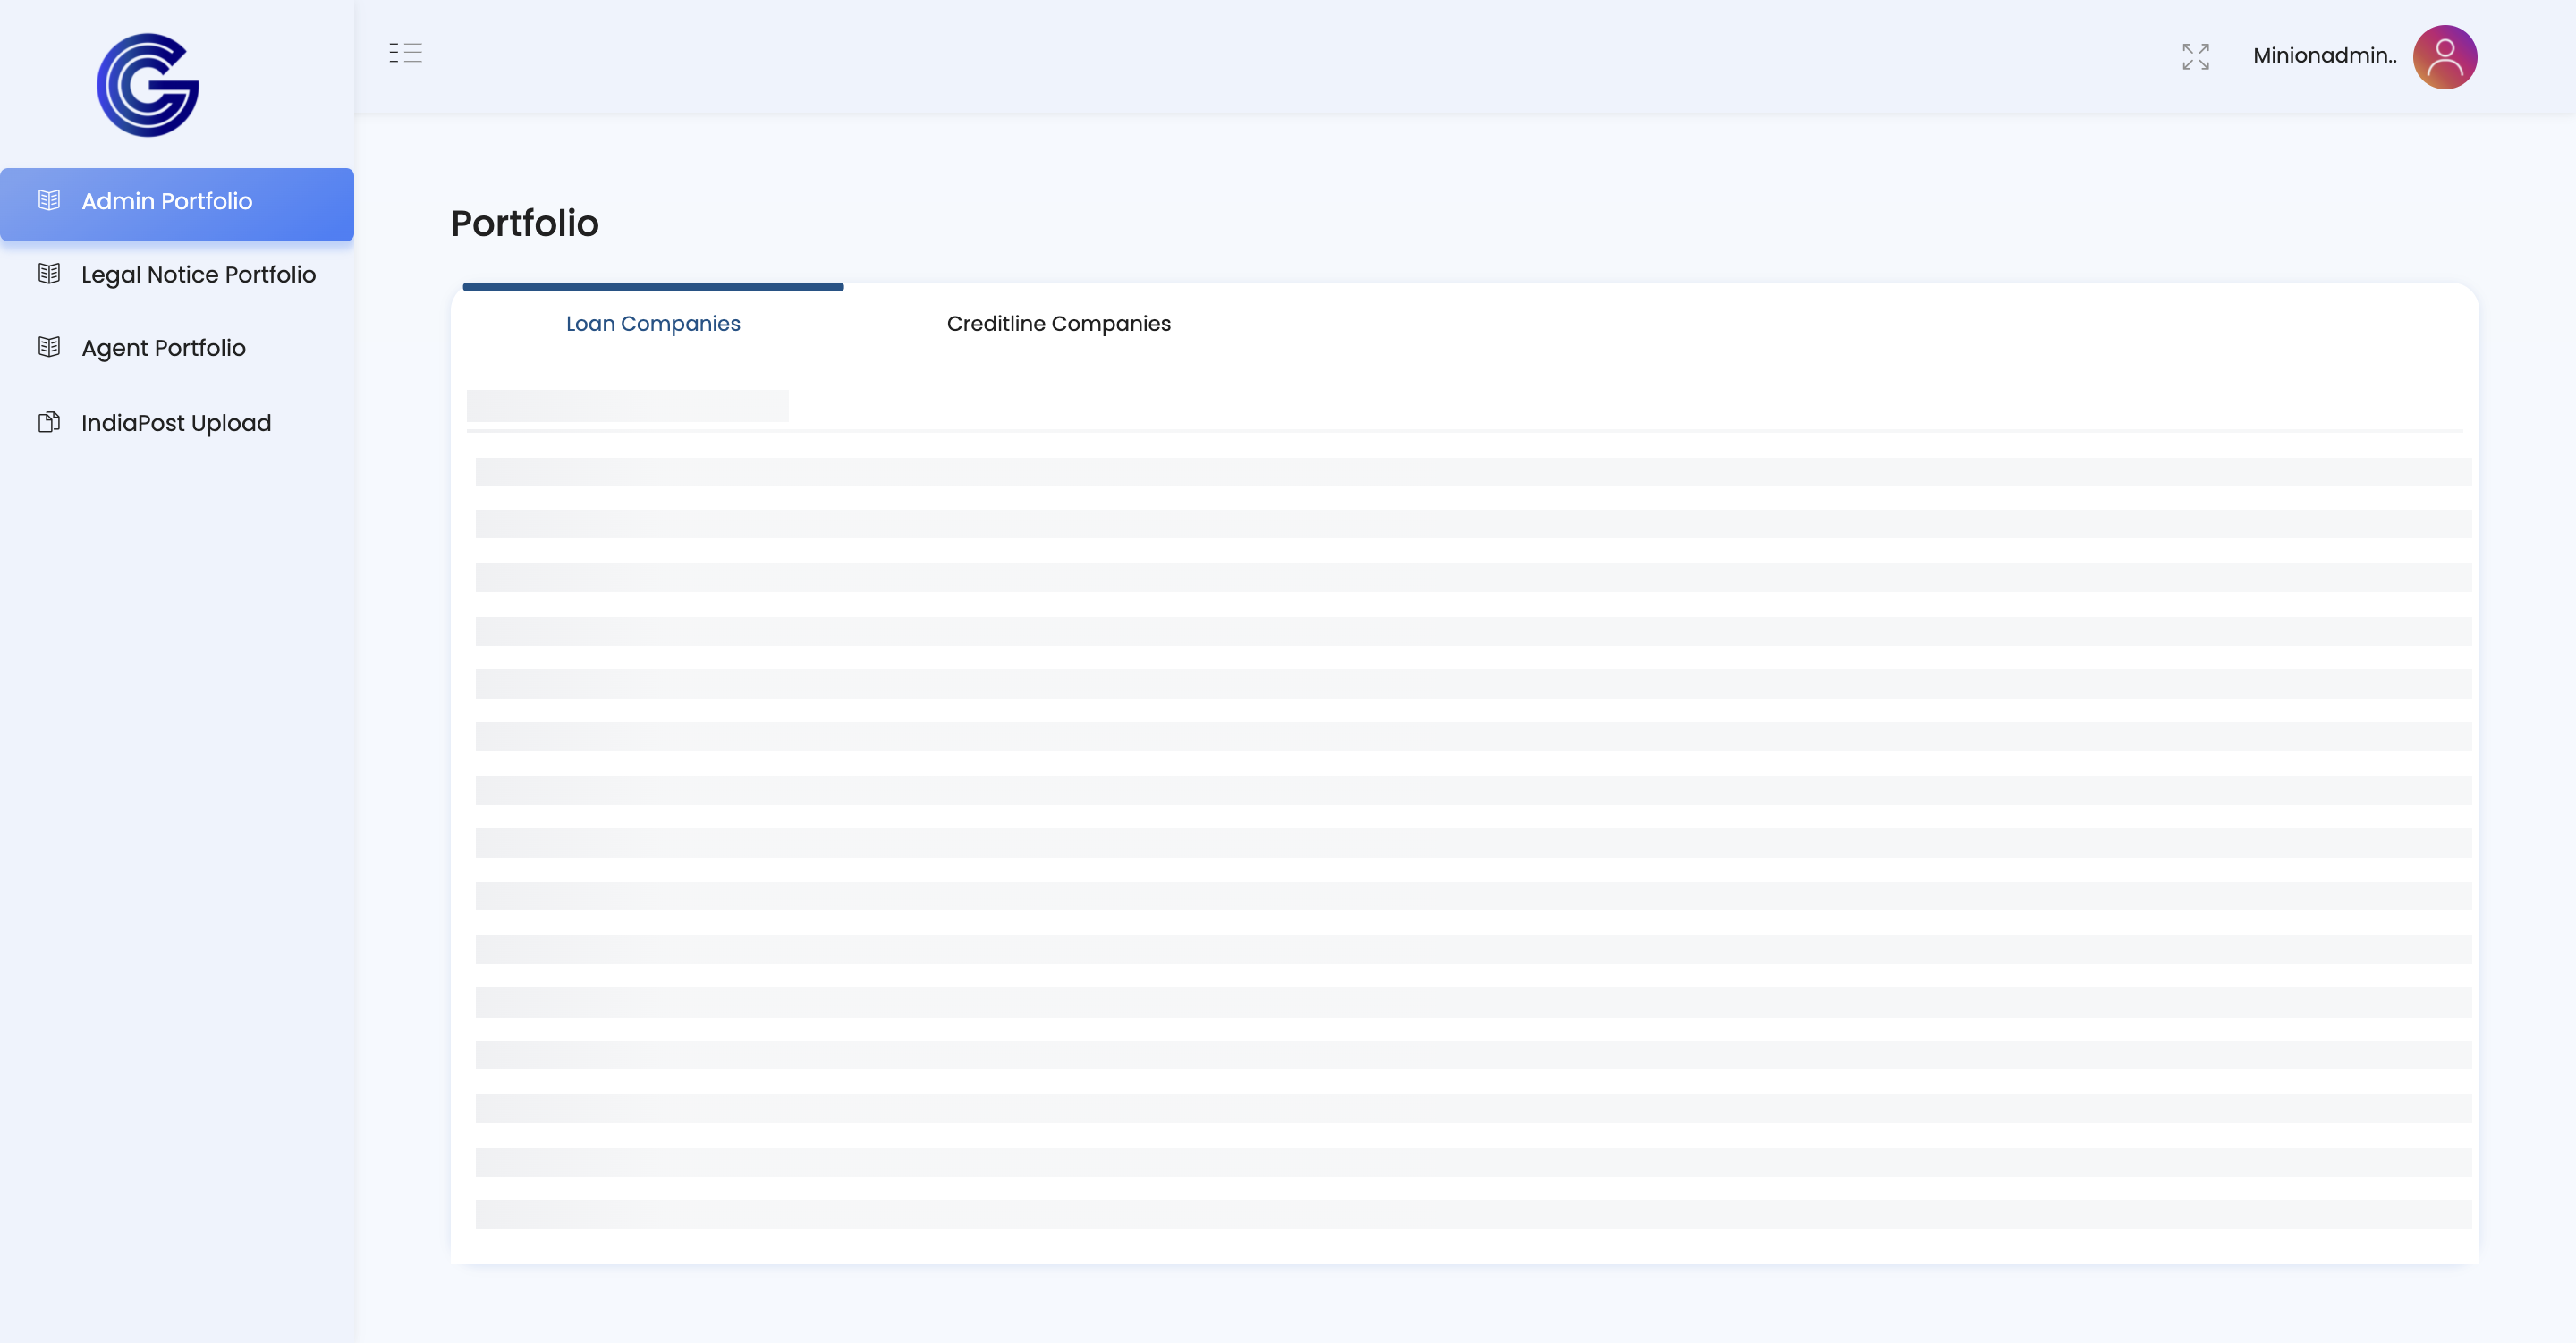 Minionadmin..
Admin Portfolio
Legal Notice Portfolio
Agent Portfolio
IndiaPost Upload
Portfolio
Loan Companies
Creditline Companies